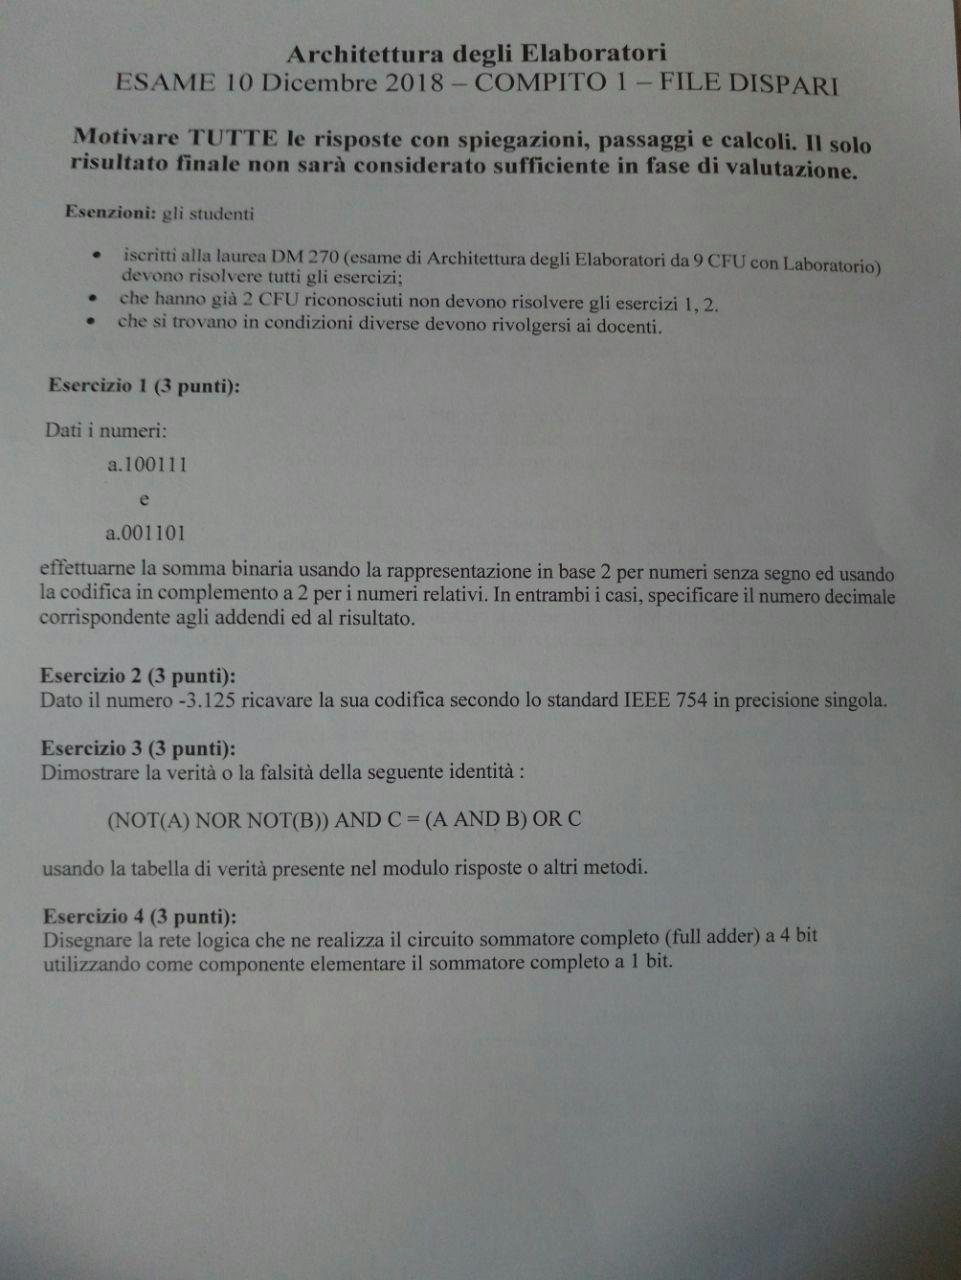 Architettura degli Elaboratori
ESAME 10 Dicembre 2018 – COMPITO 1 – FILE DISPARI
Motivare TUTTE le risposte con spiegazioni, passaggi e calcoli. Il solo
risultato finale non sarà considerato sufficiente in fase di valutazione.
Esenzioni: gli studenti
• iscritti alla laurea DM 270 (esame di Architettura degli Elaboratori da 9 CFU con Laboratorio)
devono risolvere tutti gli esercizi;
• che hanno già 2 CFU riconosciuti non devono risolvere gli esercizi 1, 2.
• che si trovano in condizioni diverse devono rivolgersi ai docenti.
Esercizio 1 (3 punti):
Dati i numeri:
a.100111
e
a.001101
effettuarne la somma binaria usando la rappresentazione in base 2 per numeri senza segno ed usando
la codifica in complemento a 2 per i numeri relativi. In entrambi i casi, specificare il numero decimale
corrispondente agli addendi ed al risultato.
Esercizio 2 (3 punti):
Dato il numero -3.125 ricavare la sua codifica secondo lo standard IEEE 754 in precisione singola.
Esercizio 3 (3 punti):
Dimostrare la verità o la falsità della seguente identità :
(NOT(A) NOR NOT(B)) AND C = (A AND B) OR C
usando la tabella di verità presente nel modulo risposte o altri metodi.
Esercizio 4 (3 punti):
Disegnare la rete logica che ne realizza il circuito sommatore completo (full adder) a 4 bit
utilizzando come componente elementare il sommatore completo a 1 bit.